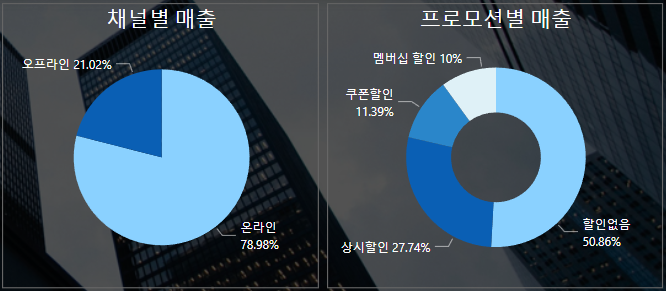 채널별 매출
오프라인 21.02%
온라인
78.98%
프로모션별 매출
멤버십 할인 10%
쿠폰할인
11.39%
상시할인 27.74%
할인없음
50.86%